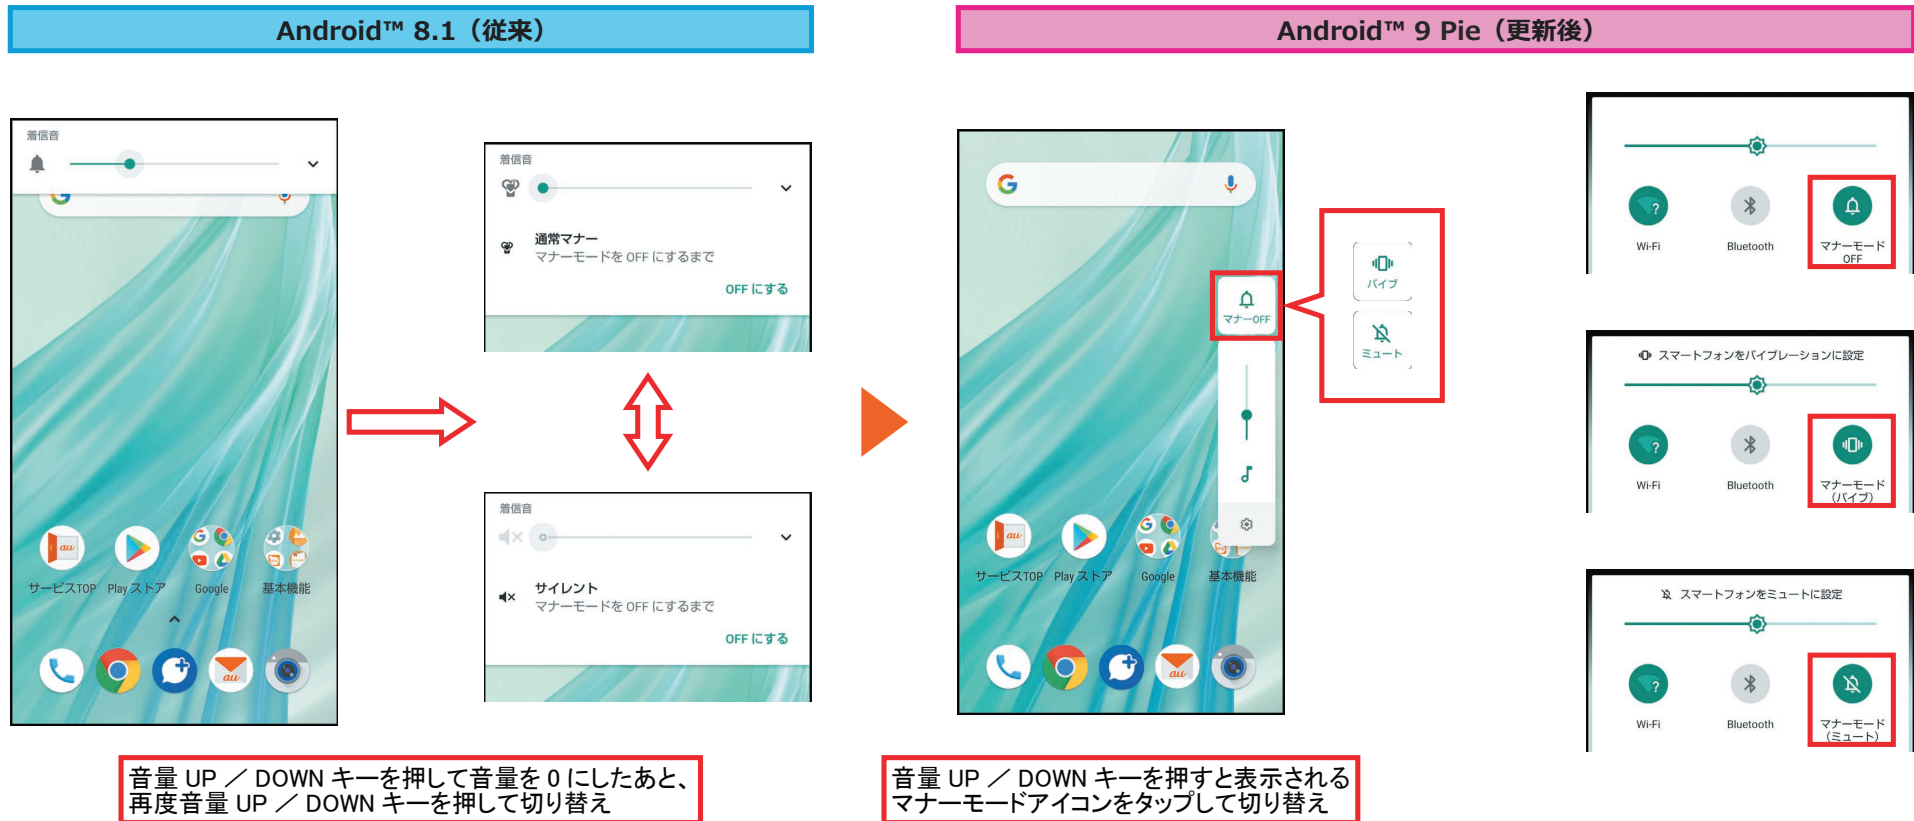 Android™ 8.1（従来）
Android™ 9 Pie（更新後）
着信音
サービスTOP
Play ストア
Google
基本機能
au
au
着信音
通常マナー
マナーモードを OFF にするまで
OFF にする
着信音
サイレント
マナーモードを OFF にするまで
OFF にする
音量 UP ／ DOWN キーを押して音量を 0 にしたあと、
再度音量 UP ／ DOWN キーを押して切り替え
マナーOFF
バイブ
ミュート
au
サービスTOP
Play ストア
Google
基本機能
au
音量 UP ／ DOWN キーを押すと表示される
マナーモードアイコンをタップして切り替え
Wi-Fi
Bluetooth
マナーモード
OFF
スマートフォンをバイブレーションに設定
Wi-Fi
Bluetooth
マナーモード
（バイブ）
スマートフォンをミュートに設定
Wi-Fi
Bluetooth
マナーモード
（ミュート）